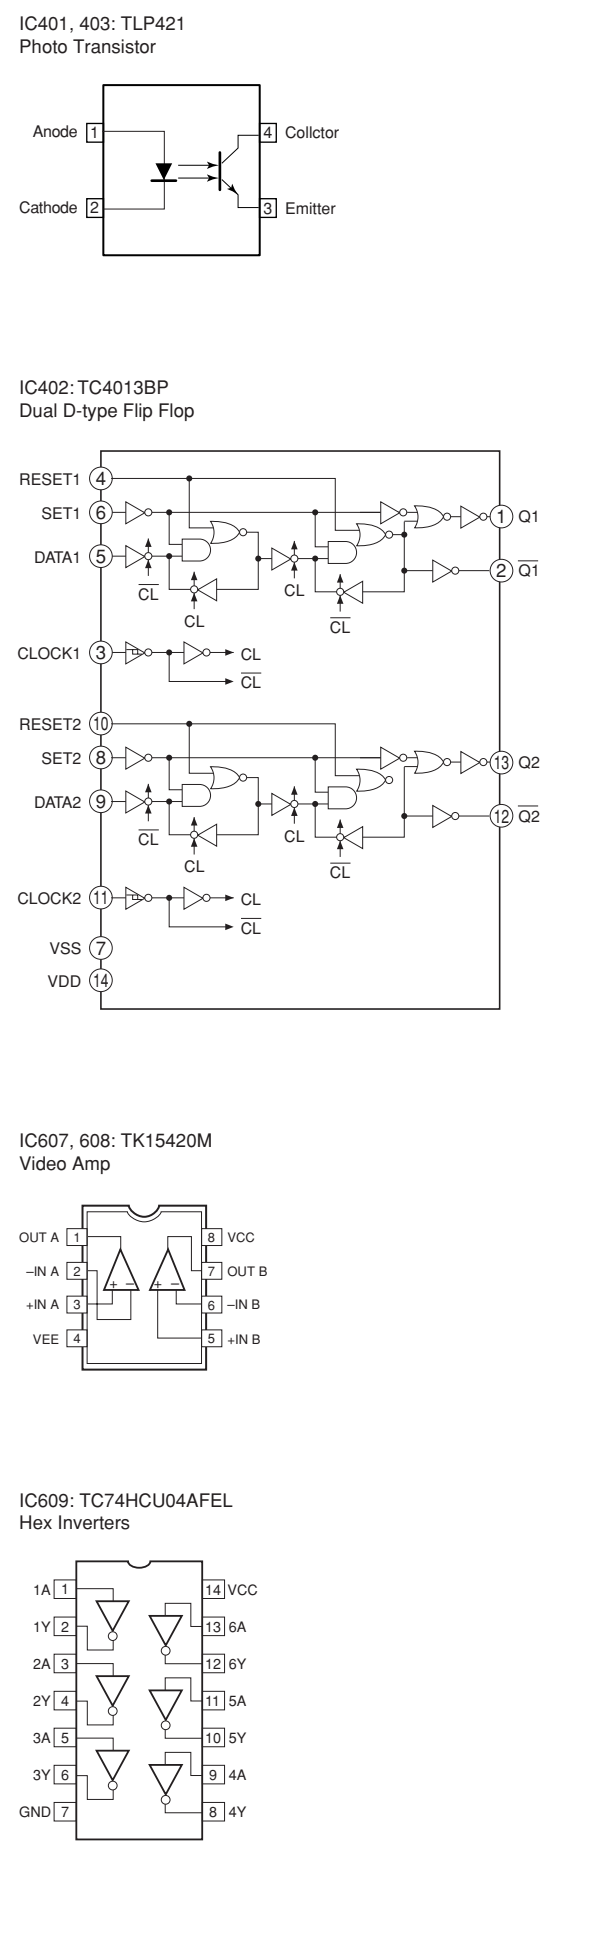 IC401, 403: TLP421
Photo Transistor
Anode 1
4 Collctor
Cathode 2
3 Emitter
IC402: TC4013BP
Dual D-type Flip Flop
RESET1 4
SET1 6
1 Q1
DATA1 5
2 Q1
CL
CL
CL
CL
CLOCK1 3
CL
CL
RESET2 10
SET2 8
13 Q2
DATA2 9
12 Q2
CL
CL
CL
CL
CLOCK2 11
CL
CL
VSS 7
VDD 14
IC607, 608: TK15420M
Video Amp
OUT A 1
8 VCC
–IN A 2
7 OUT B
+ –
+ –
+IN A 3
6 –IN B
VEE 4
5 +IN B
IC609: TC74HCU04AFEL
Hex Inverters
1A 1
14 VCC
1Y 2
13 6A
2A 3
12 6Y
2Y 4
11 5A
3A 5
10 5Y
3Y 6
9 4A
GND 7
8 4Y